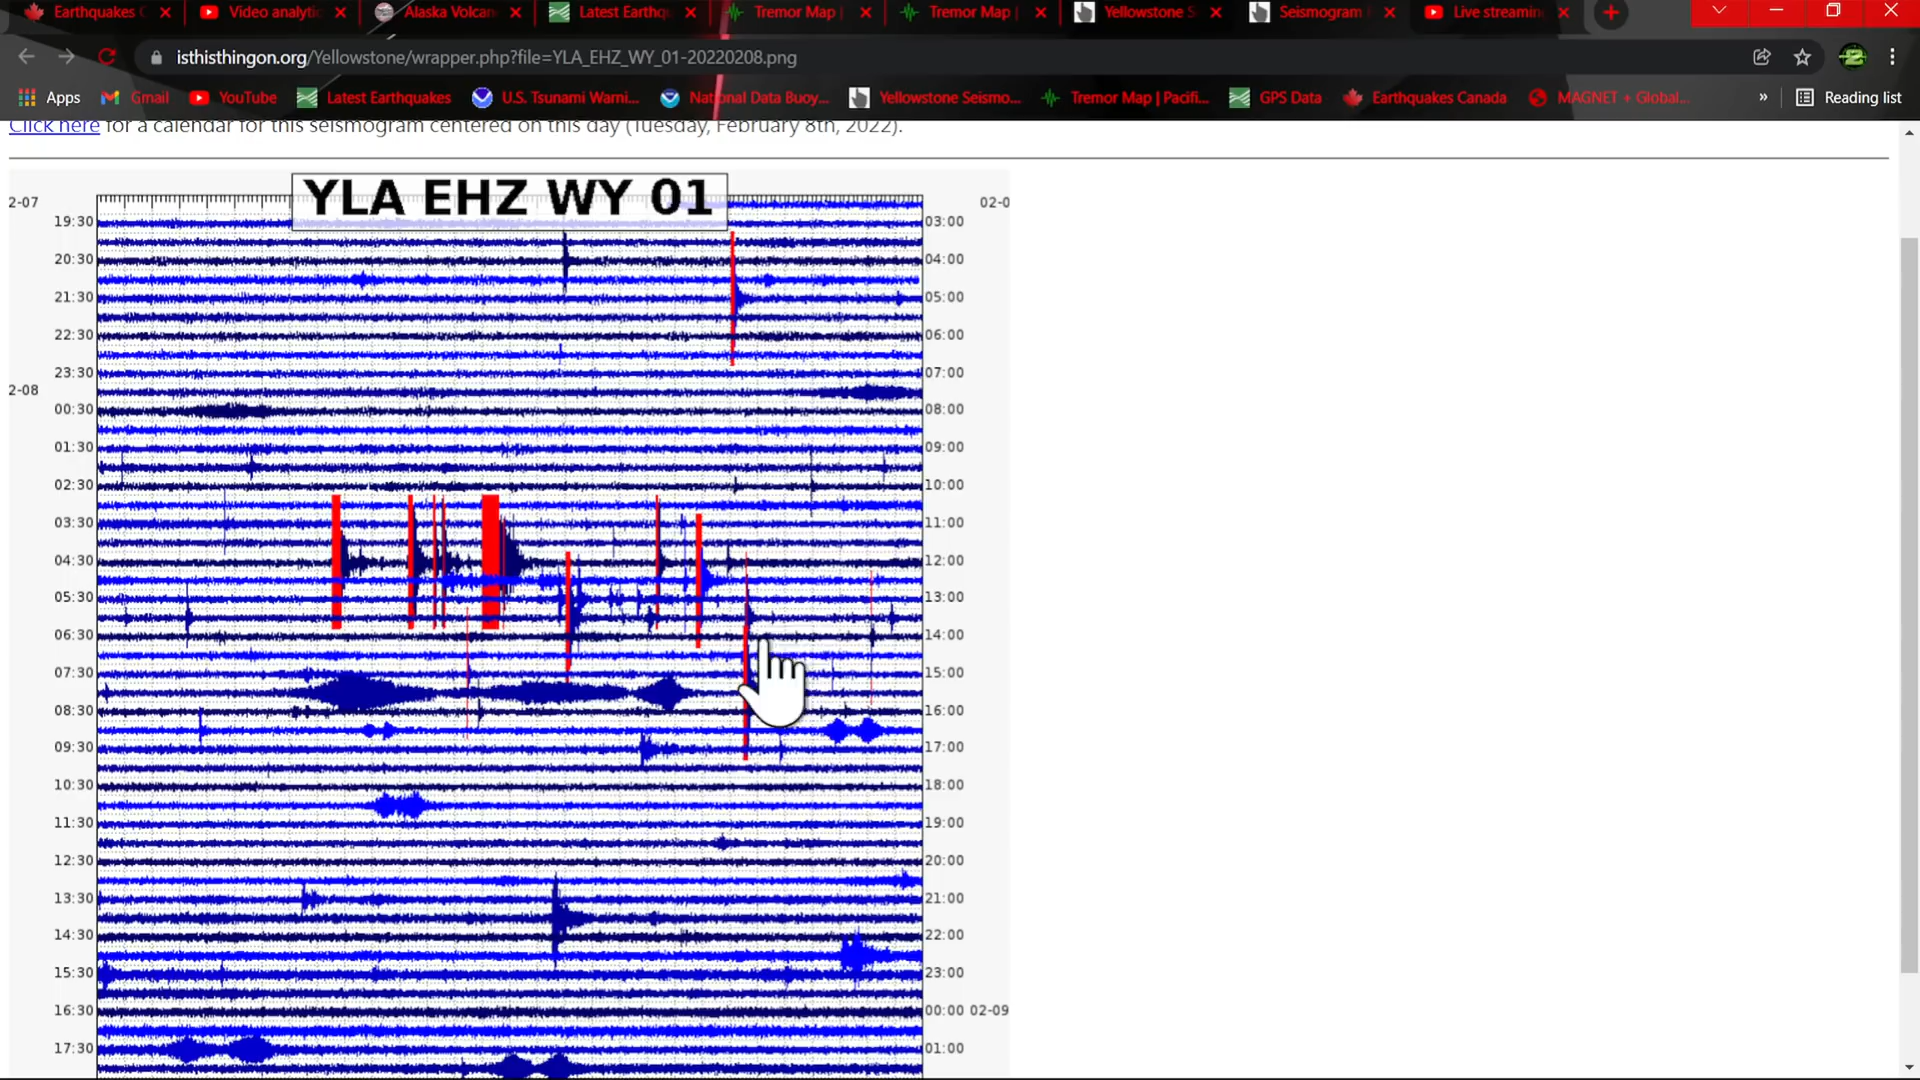 Earthquakes C
Video analyti
Alaska Volcan
Latest Earthqu
Tremor Map |
Tremor Map |
Yellowstone S
Seismogram
Live streamin
isthisthingon.org/Yellowstone/wrapper.php?file=YLA_EHZ_WY_01-20220208.png
Apps
Gmail
YouTube
Latest Earthquakes
U.S. Tsunami Warni...
National Data Buoy...
Yellowstone Seismo...
Tremor Map | Pacifi...
GPS Data
Earthquakes Canada
MAGNET + Global...
»
Reading list
Click here for a calendar for this seismogram centered on this day (Tuesday, February 8th, 2022).
YLA EHZ WY 01
2-07
02-0
19:30
03:00
20:30
04:00
21:30
05:00
22:30
06:00
23:30
07:00
2-08
00:30
08:00
01:30
09:00
02:30
10:00
03:30
11:00
04:30
12:00
05:30
13:00
06:30
14:00
07:30
15:00
08:30
16:00
09:30
17:00
10:30
18:00
11:30
19:00
12:30
20:00
13:30
21:00
14:30
22:00
15:30
23:00
16:30
00:00 02-09
17:30
01:00